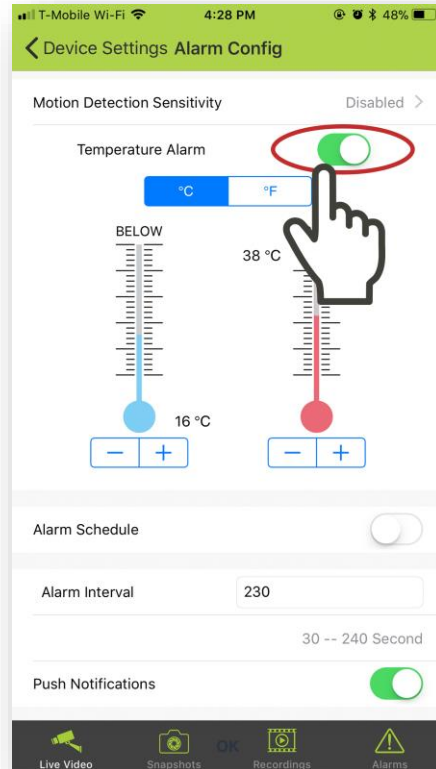 T-Mobile Wi-Fi 4:28 PM 48%
Device Settings Alarm Config
Motion Detection Sensitivity Disabled >
Temperature Alarm
°C °F
BELOW
38 °C
16 °C
− + − +
Alarm Schedule
Alarm Interval 230
30 -- 240 Second
Push Notifications
OK
Live Video Snapshots Recordings Alarms